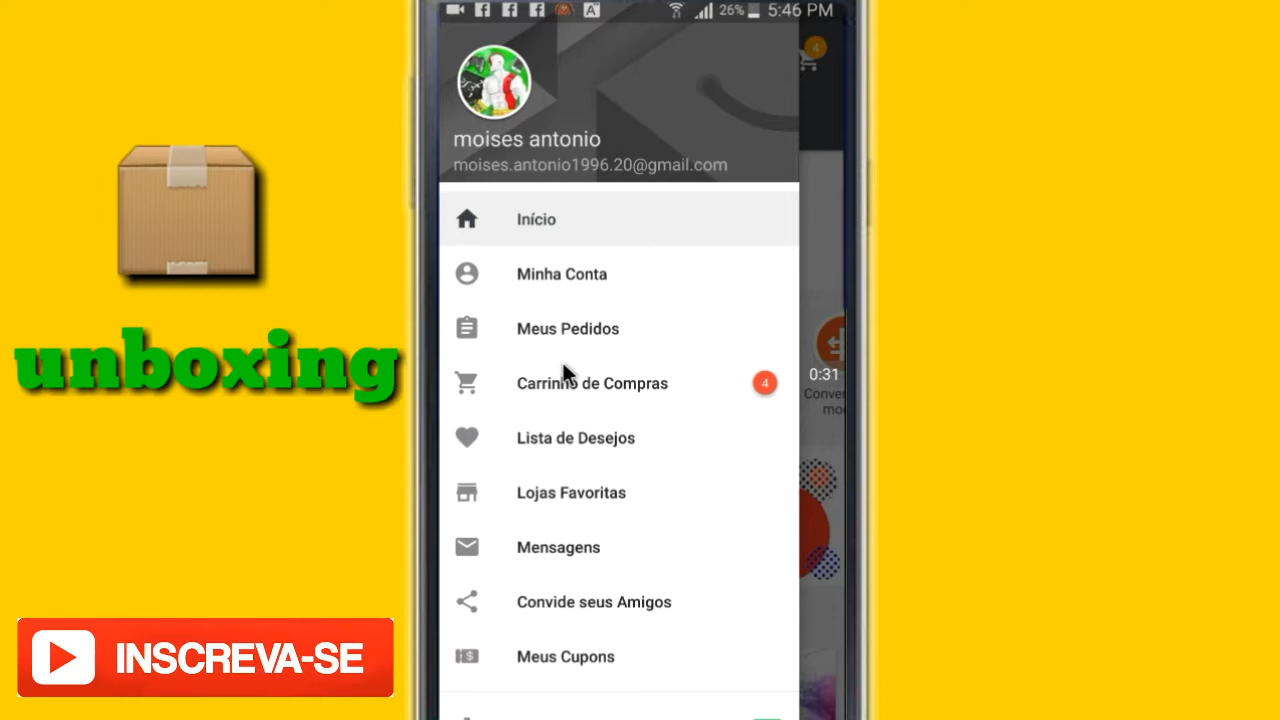 26% 5:46 PM
4
moises antonio
moises.antonio1996.20@gmail.com
Início
Minha Conta
Meus Pedidos
Carrinho de Compras 4
Lista de Desejos
Lojas Favoritas
Mensagens
Convide seus Amigos
Meus Cupons
0:31
unboxing
INSCREVA-SE